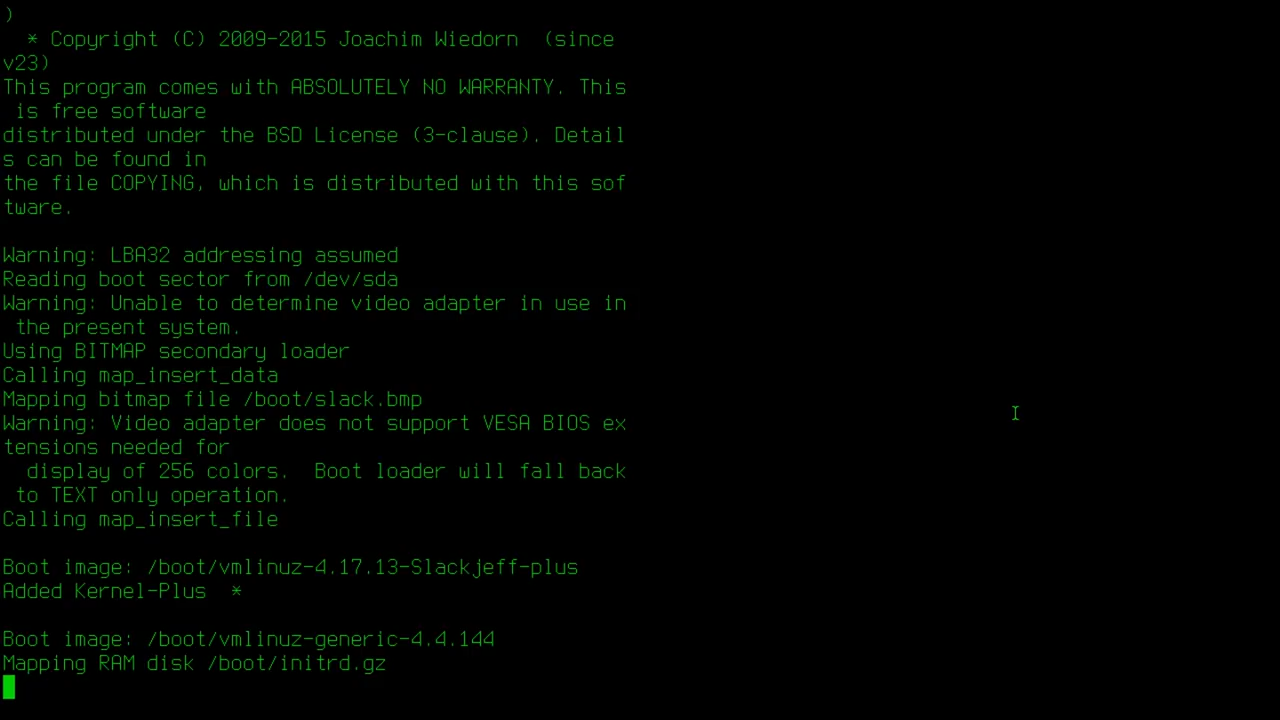 )
  * Copyright (C) 2009-2015 Joachim Wiedorn  (since
v23)
This program comes with ABSOLUTELY NO WARRANTY. This
 is free software
distributed under the BSD License (3-clause). Detail
s can be found in
the file COPYING, which is distributed with this sof
tware.

Warning: LBA32 addressing assumed
Reading boot sector from /dev/sda
Warning: Unable to determine video adapter in use in
 the present system.
Using BITMAP secondary loader
Calling map_insert_data
Mapping bitmap file /boot/slack.bmp
Warning: Video adapter does not support VESA BIOS ex
tensions needed for
  display of 256 colors.  Boot loader will fall back
 to TEXT only operation.
Calling map_insert_file

Boot image: /boot/vmlinuz-4.17.13-Slackjeff-plus
Added Kernel-Plus  *

Boot image: /boot/vmlinuz-generic-4.4.144
Mapping RAM disk /boot/initrd.gz